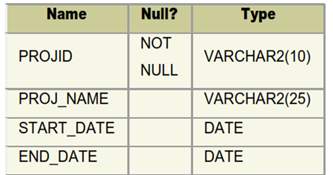 Name Null? Type
PROJID NOT NULL VARCHAR2(10)
PROJ_NAME VARCHAR2(25)
START_DATE DATE
END_DATE DATE